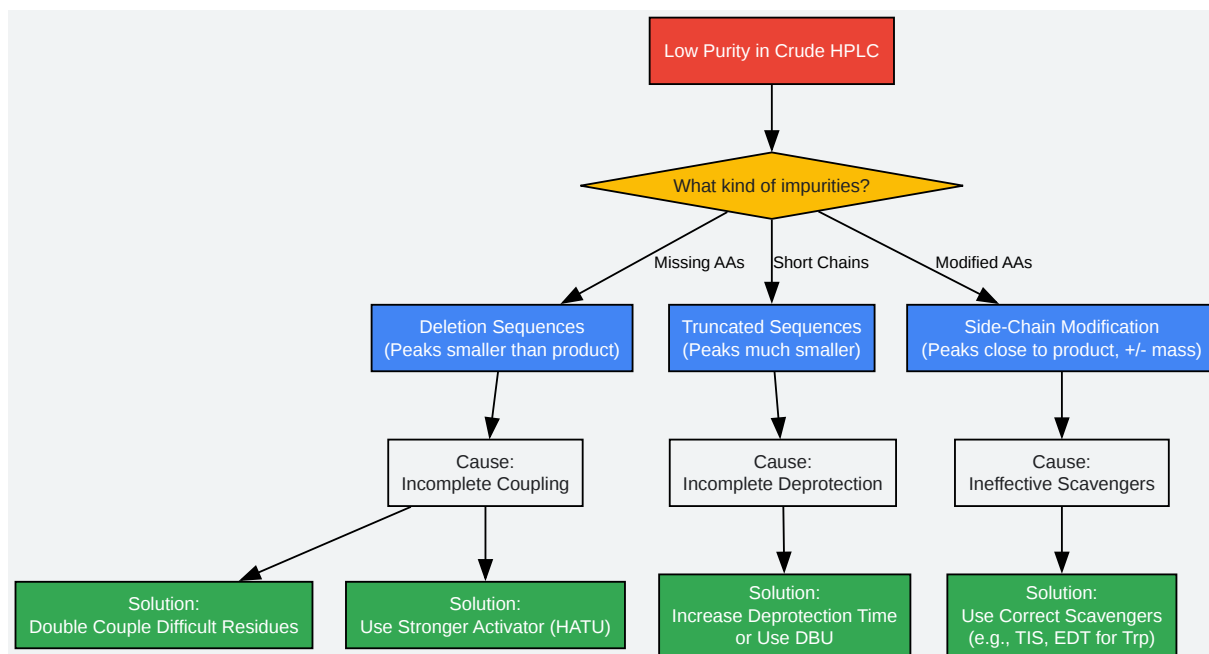 Low Purity in Crude HPLC
What kind of impurities?
Missing AAs
Short Chains
Modified AAs
Deletion Sequences
(Peaks smaller than product)
Truncated Sequences
(Peaks much smaller)
Side-Chain Modification
(Peaks close to product, +/- mass)
Cause:
Incomplete Coupling
Cause:
Incomplete Deprotection
Cause:
Ineffective Scavengers
Solution:
Double Couple Difficult Residues
Solution:
Use Stronger Activator (HATU)
Solution:
Increase Deprotection Time
or Use DBU
Solution:
Use Correct Scavengers
(e.g., TIS, EDT for Trp)